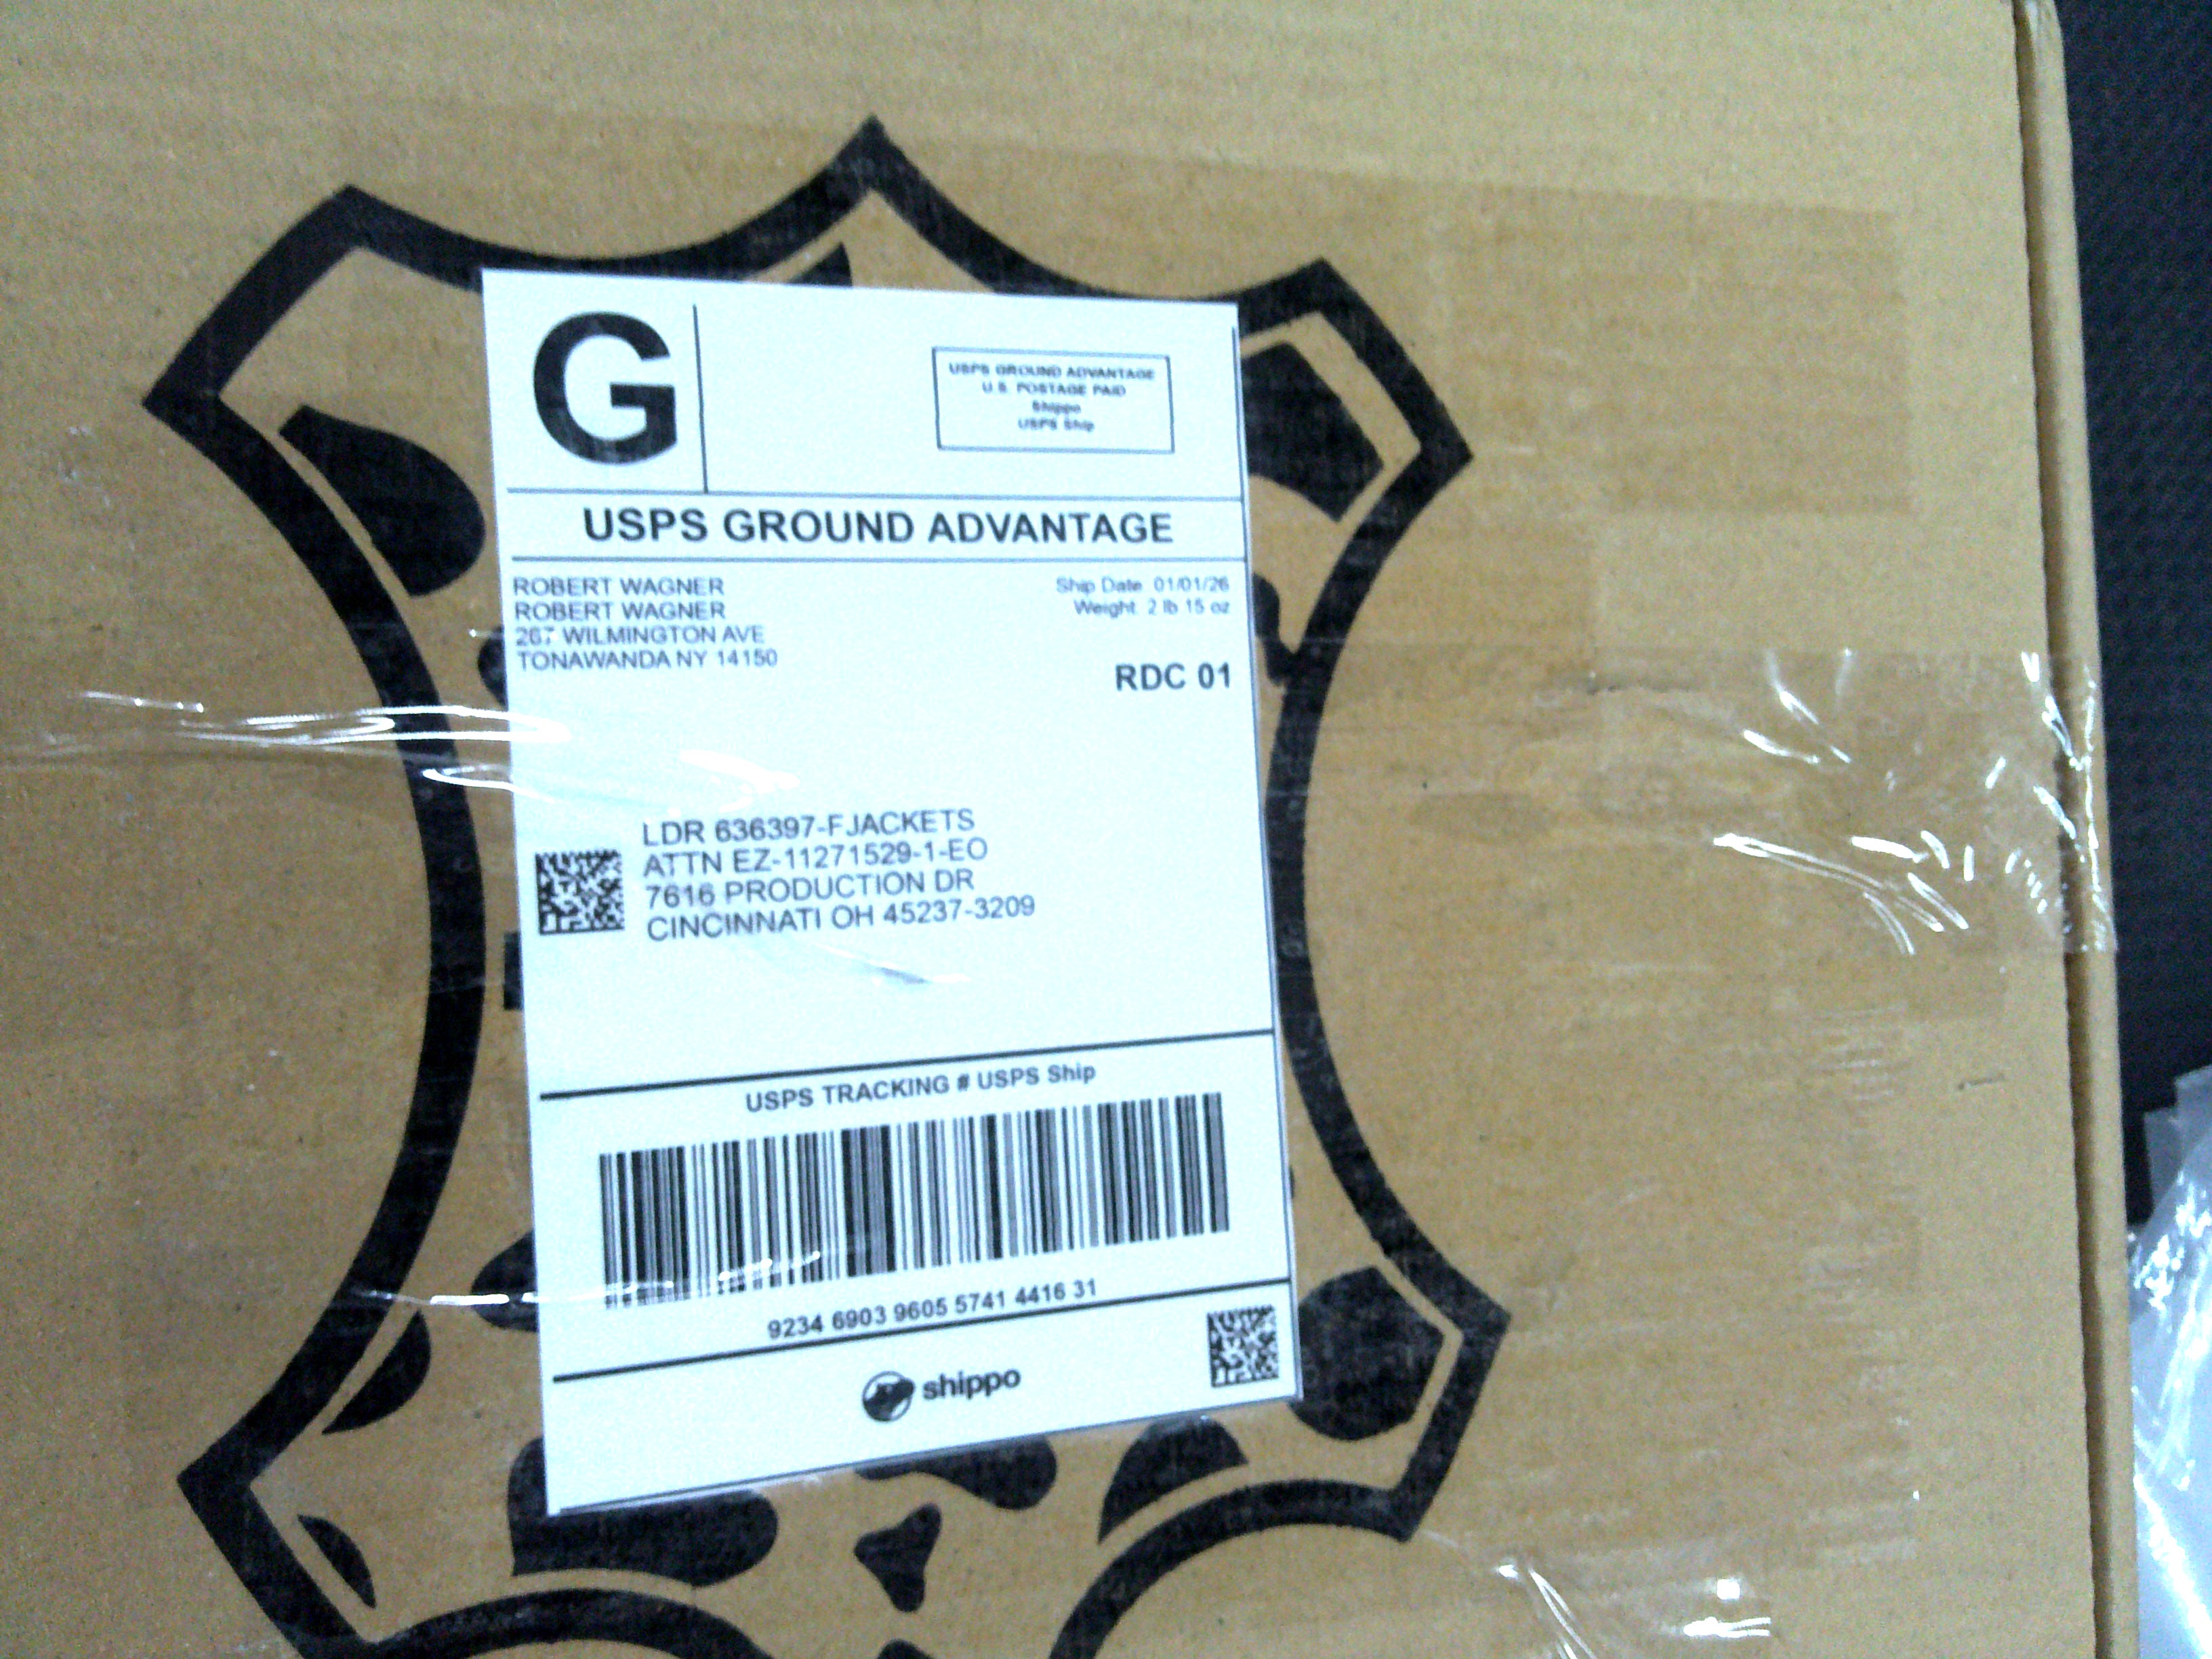 G
USPS GROUND ADVANTAGE
U.S. POSTAGE PAID
Shippo
USPS Ship
USPS GROUND ADVANTAGE
ROBERT WAGNER
ROBERT WAGNER
267 WILMINGTON AVE
TONAWANDA NY 14150
Ship Date: 01/01/26
Weight: 2 lb 15 oz
RDC 01
LDR 636397-FJACKETS
ATTN EZ-11271529-1-EO
7616 PRODUCTION DR
CINCINNATI OH 45237-3209
USPS TRACKING # USPS Ship
9234 6903 9605 5741 4416 31
shippo